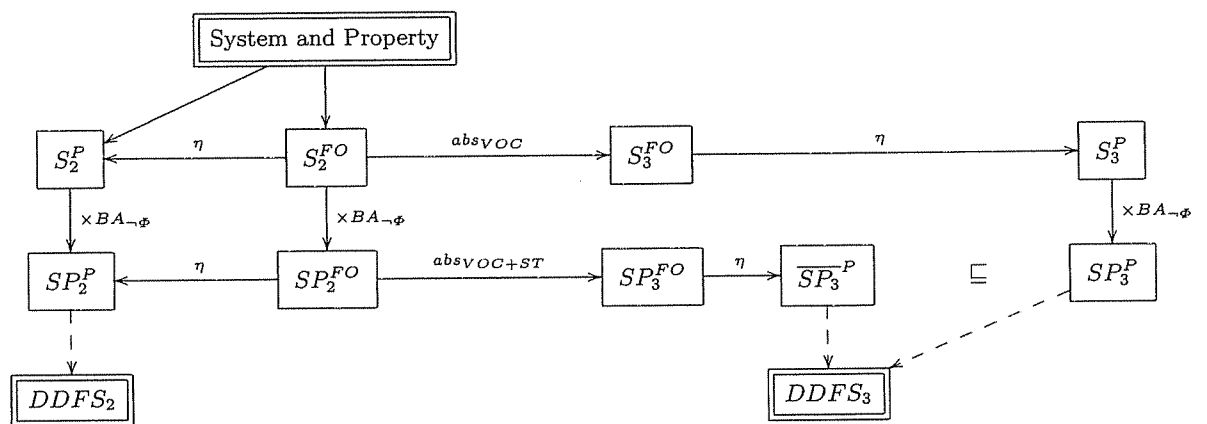 System and Property
S_2^P η S_2^{FO} abs_{VOC} S_3^{FO} η S_3^P
×BA_{¬Φ} ×BA_{¬Φ} ×BA_{¬Φ}
SP_2^P η SP_2^{FO} abs_{VOC+ST} SP_3^{FO} η \overline{SP_3}^P ⊑ SP_3^P
DDFS_2 DDFS_3